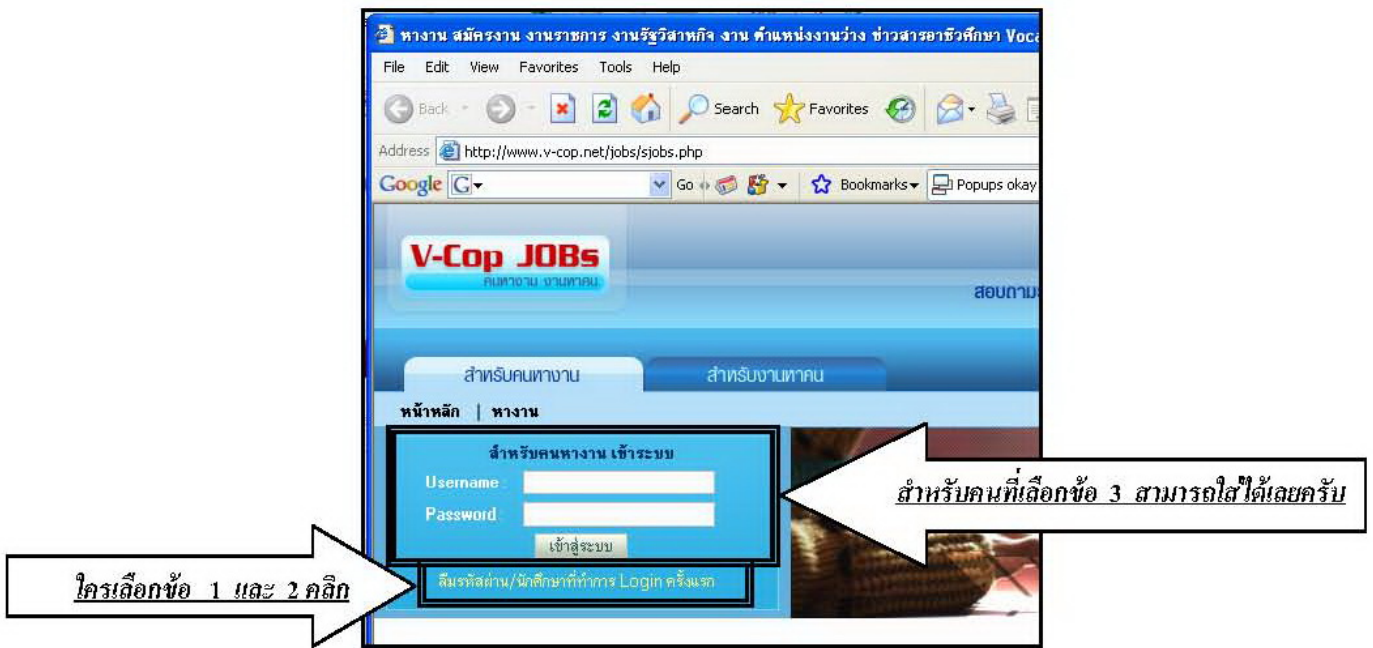 หางาน สมัครงาน งานราชการ งานรัฐวิสาหกิจ งาน ตำแหน่งงานว่าง ข่าวสารอาชีวศึกษา Voca
File Edit View Favorites Tools Help
Back Search Favorites
Address http://www.v-cop.net/jobs/sjobs.php
Google G Go Bookmarks Popups okay
V-Cop JOBs
คนหางาน งานหาคน
สอบถาม
สำหรับคนหางาน สำหรับงานหาคน
หน้าหลัก | หางาน
สำหรับคนหางาน เข้าระบบ
Username :
Password :
เข้าสู่ระบบ
สำหรับคนที่เลือกข้อ 3 สามารถใส่ได้เลยครับ
ลืมรหัสผ่าน/นักศึกษาที่ทำการ Login ครั้งแรก
ใครเลือกข้อ 1 และ 2 คลิก